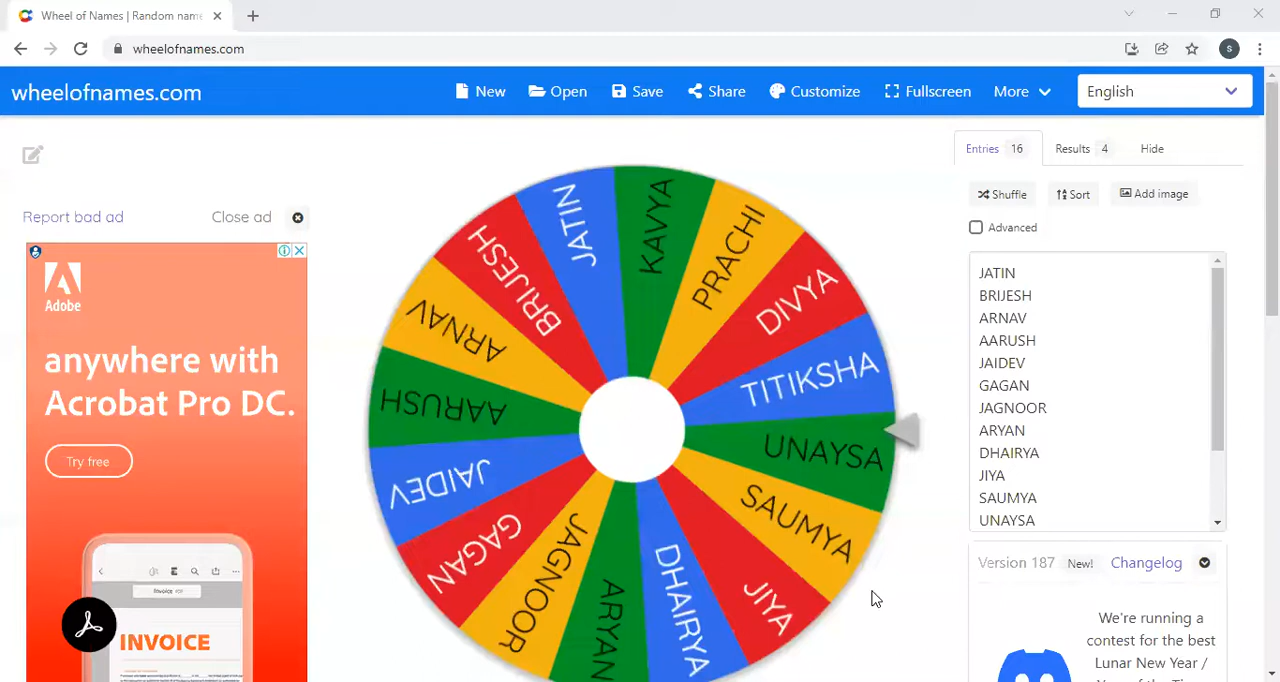 Wheel of Names | Random name
wheelofnames.com
S
wheelofnames.com
New
Open
Save
Share
Customize
Fullscreen
More
English
Report bad ad
Close ad
Adobe
anywhere with
Acrobat Pro DC.
Try free
Invoice
INVOICE
JATIN
KAVYA
PRACHI
DIVYA
TITIKSHA
UNAYSA
SAUMYA
JIYA
DHAIRYA
ARYAN
JAGNOOR
GAGAN
JAIDEV
AARUSH
ARNAV
BRIJESH
Entries 16
Results 4
Hide
Shuffle
Sort
Add image
Advanced
JATIN
BRIJESH
ARNAV
AARUSH
JAIDEV
GAGAN
JAGNOOR
ARYAN
DHAIRYA
JIYA
SAUMYA
UNAYSA
Version 187 New! Changelog
We're running a
contest for the best
Lunar New Year /